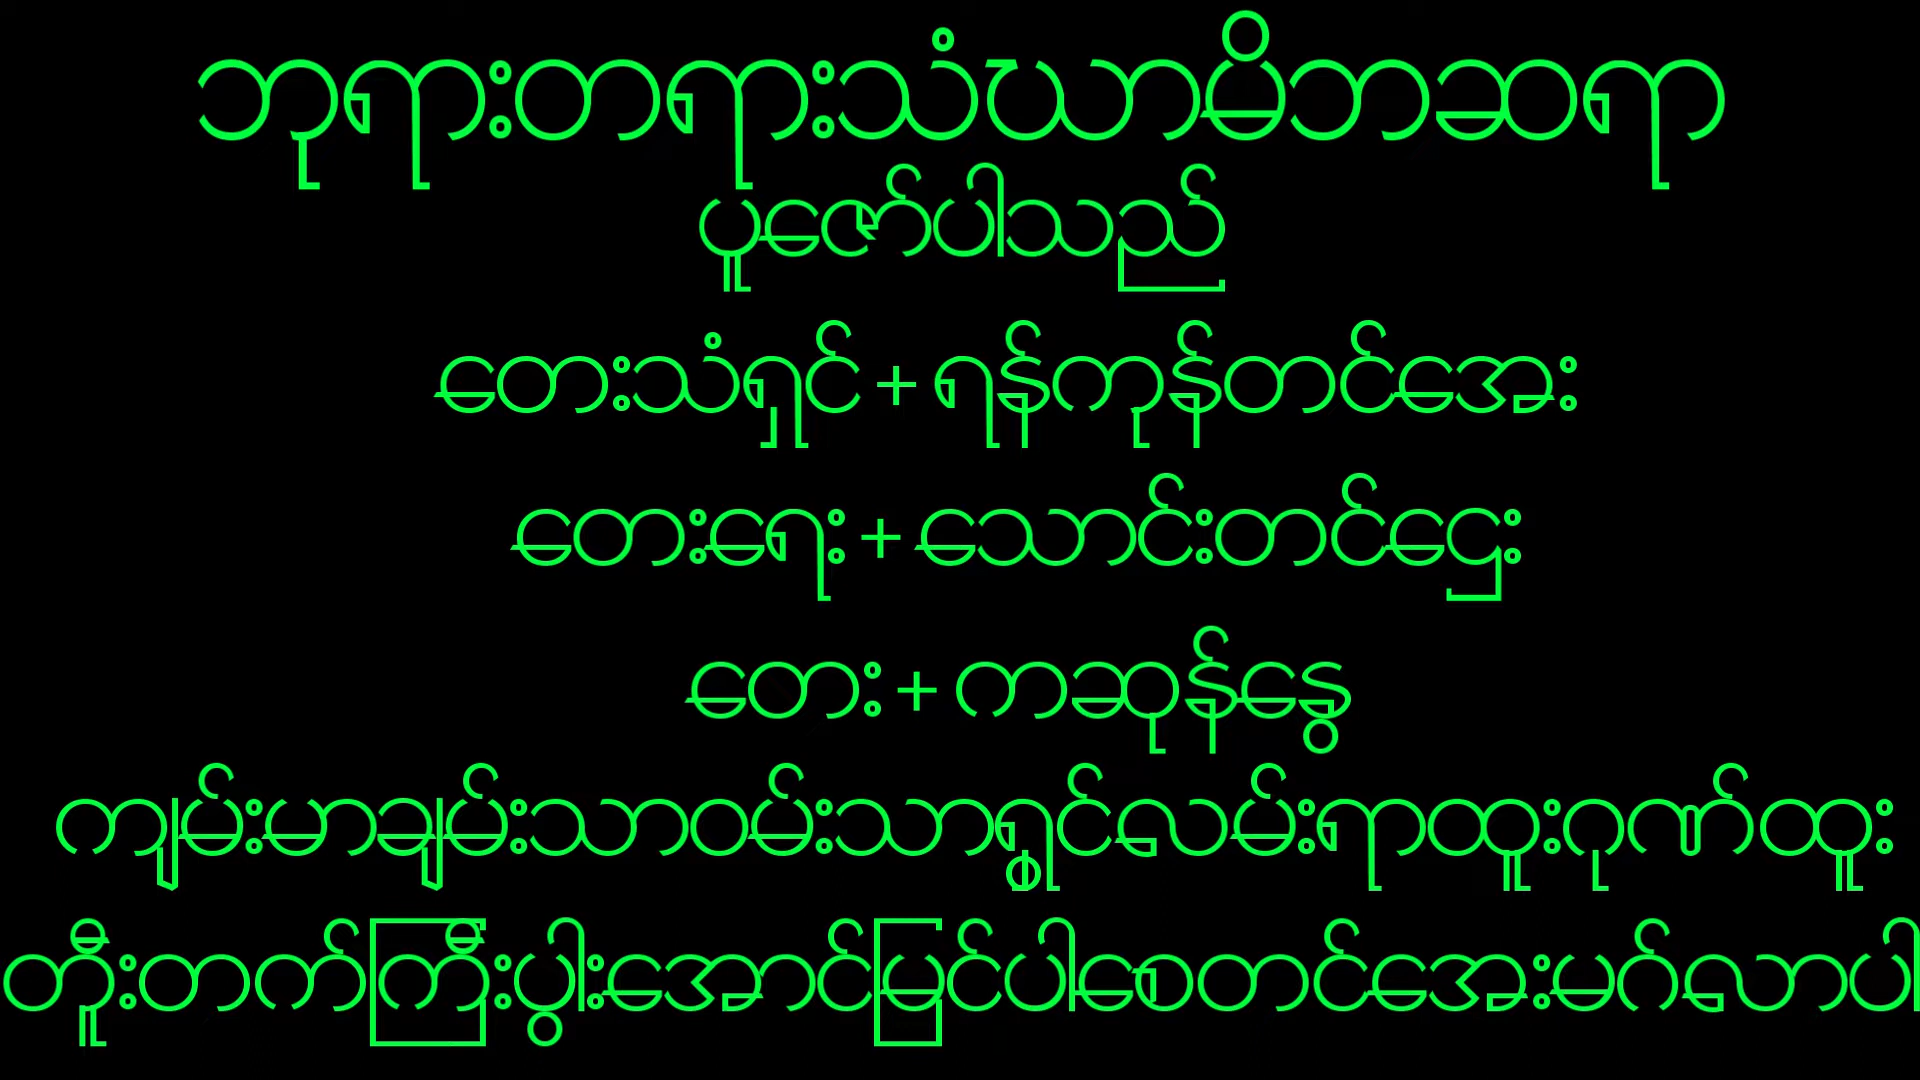 ဘုရားတရားသံဃာမိဘဆရာ
ပူဇော်ပါသည်
တေးသံရှင် + ရန်ကုန်တင်အေး
တေးရေး + သောင်းတင်ဌေး
တေး + ကဆုန်နွေ
ကျမ်းမာချမ်းသာဝမ်းသာရွှင်လမ်းရာထူးဂုဏ်ထူး
တိူးတက်ကြီးပွါးအောင်မြင်ပါစေတင်အေးမင်္ဂလာပါ